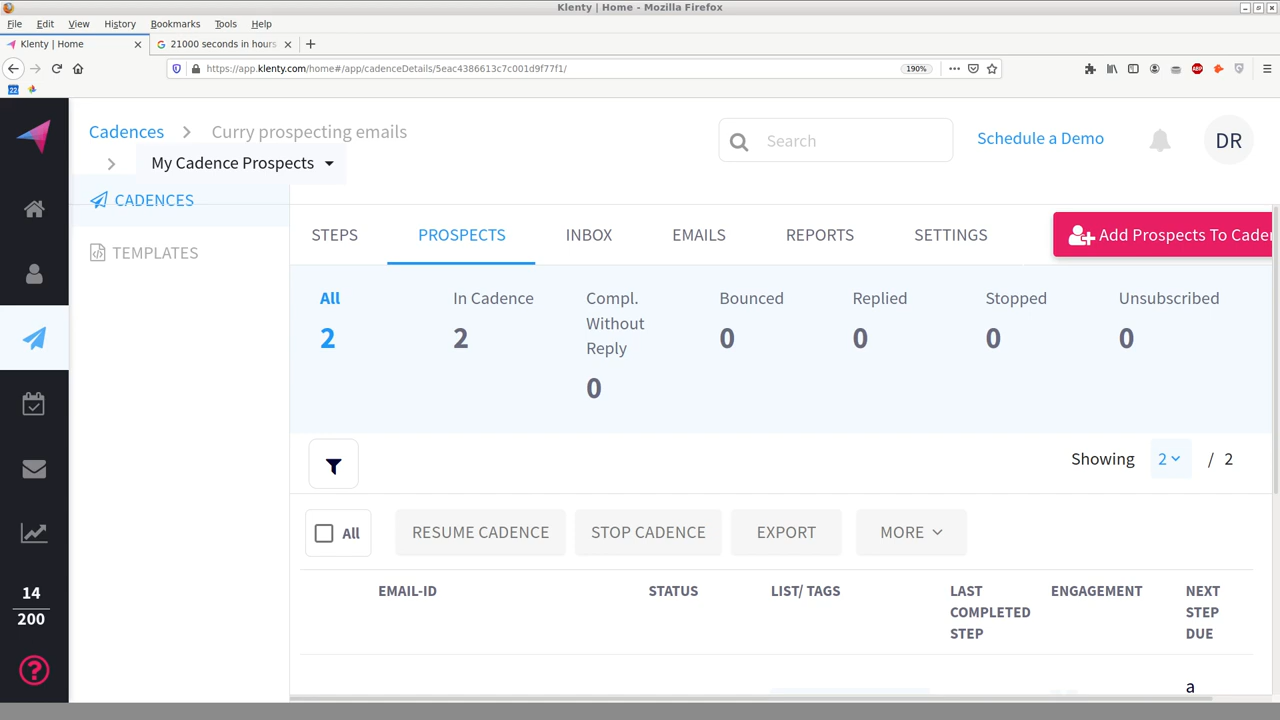 Klenty | Home - Mozilla Firefox
File Edit View History Bookmarks Tools Help
Klenty | Home
21000 seconds in hours
https://app.klenty.com/home#/app/cadenceDetails/5eac4386613c7c001d9f77f1/
190%
ABP
22
Cadences > Curry prospecting emails
> My Cadence Prospects
Search
Schedule a Demo
DR
CADENCES
TEMPLATES
STEPS PROSPECTS INBOX EMAILS REPORTS SETTINGS
Add Prospects To Caden
All
2
In Cadence
2
Compl.
Without
Reply
0
Bounced
0
Replied
0
Stopped
0
Unsubscribed
0
Showing 2 / 2
All
RESUME CADENCE STOP CADENCE EXPORT MORE
EMAIL-ID
STATUS
LIST/ TAGS
LAST
COMPLETED
STEP
ENGAGEMENT
NEXT
STEP
DUE
a
14
200
?